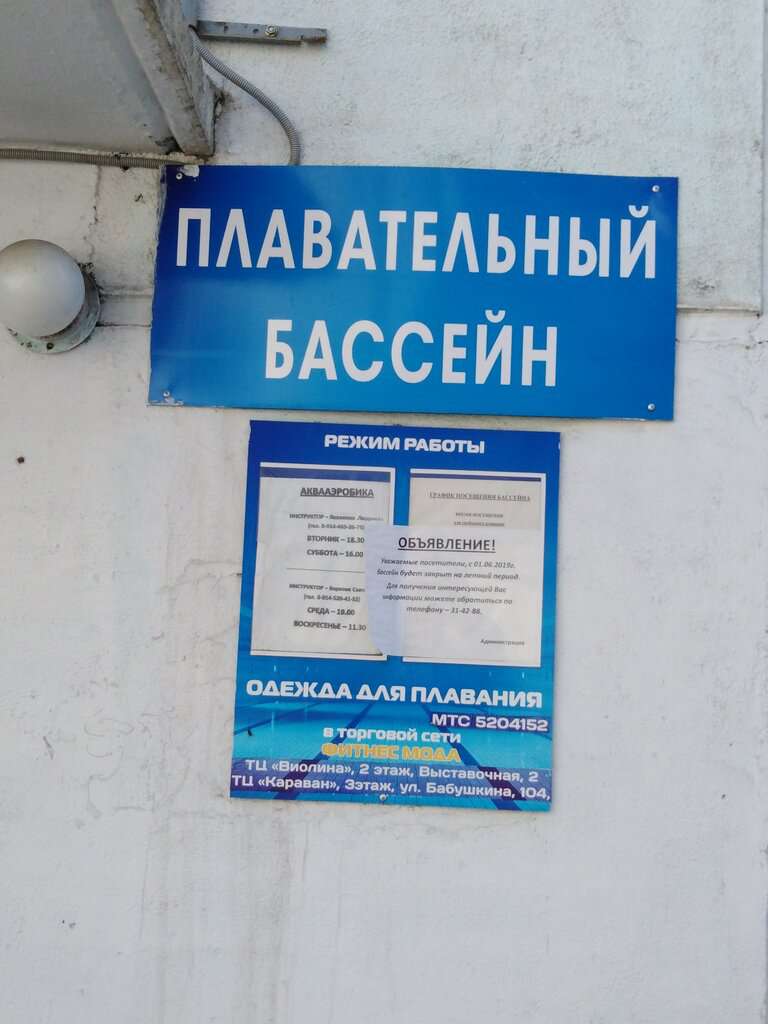 ПЛАВАТЕЛЬНЫЙ
БАССЕЙН
РЕЖИМ РАБОТЫ
АКВААЭРОБИКА
ИНСТРУКТОР –
ВТОРНИК – 18.30
СУББОТА – 16.00
ИНСТРУКТОР –
СРЕДА – 18.00
ВОСКРЕСЕНЬЕ – 11.30
ГРАФИК ПОСЕЩЕНИЯ БАССЕЙНА
ОБЪЯВЛЕНИЕ!
Уважаемые посетители, с 01.06.2019г.
бассейн будет закрыт на летний период.
Для получения интересующей Вас
информации можете обратиться по
телефону – 31-42-88.
Администрация
ОДЕЖДА ДЛЯ ПЛАВАНИЯ
МТС 5204152
в торговой сети
ФИТНЕС МОДА
ТЦ «Виолина», 2 этаж, Выставочная, 2
ТЦ «Караван», 3этаж, ул. Бабушкина, 104,